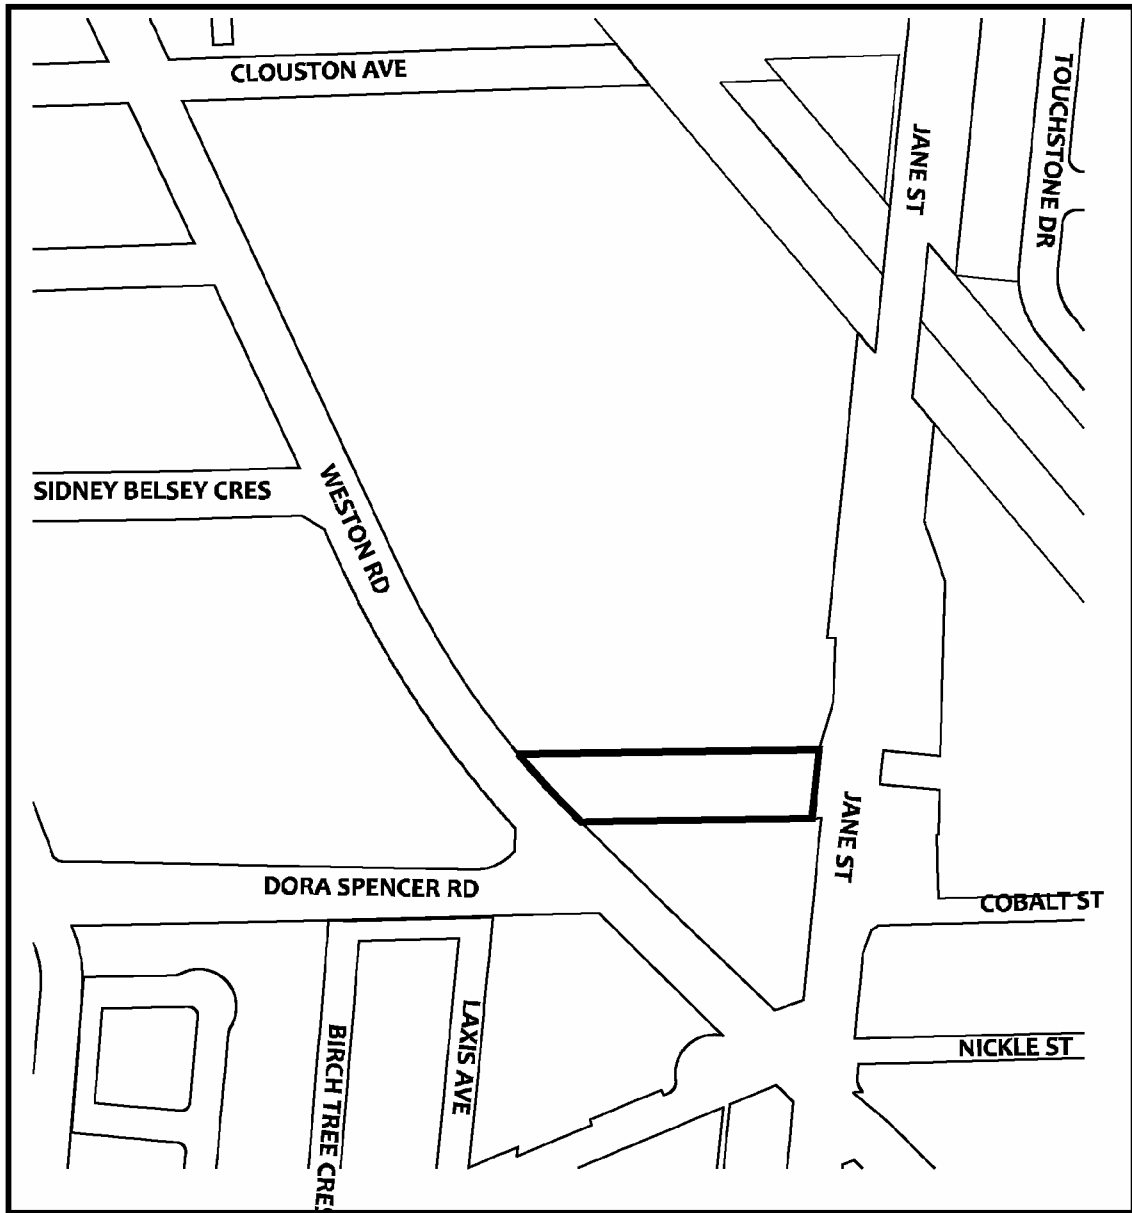 CLOUSTON AVE
TOUCHSTONE DR
JANE ST
SIDNEY BELSEY CRES
WESTON RD
JANE ST
DORA SPENCER RD
COBALT ST
LAXIS AVE
BIRCH TREE CRES
NICKLE ST